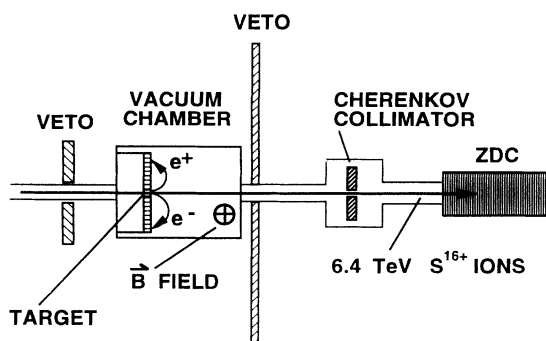 VETO
VACUUM
CHAMBER
CHERENKOV
COLLIMATOR
VETO
ZDC
e+
e-
B FIELD
6.4 TeV S16+ IONS
TARGET